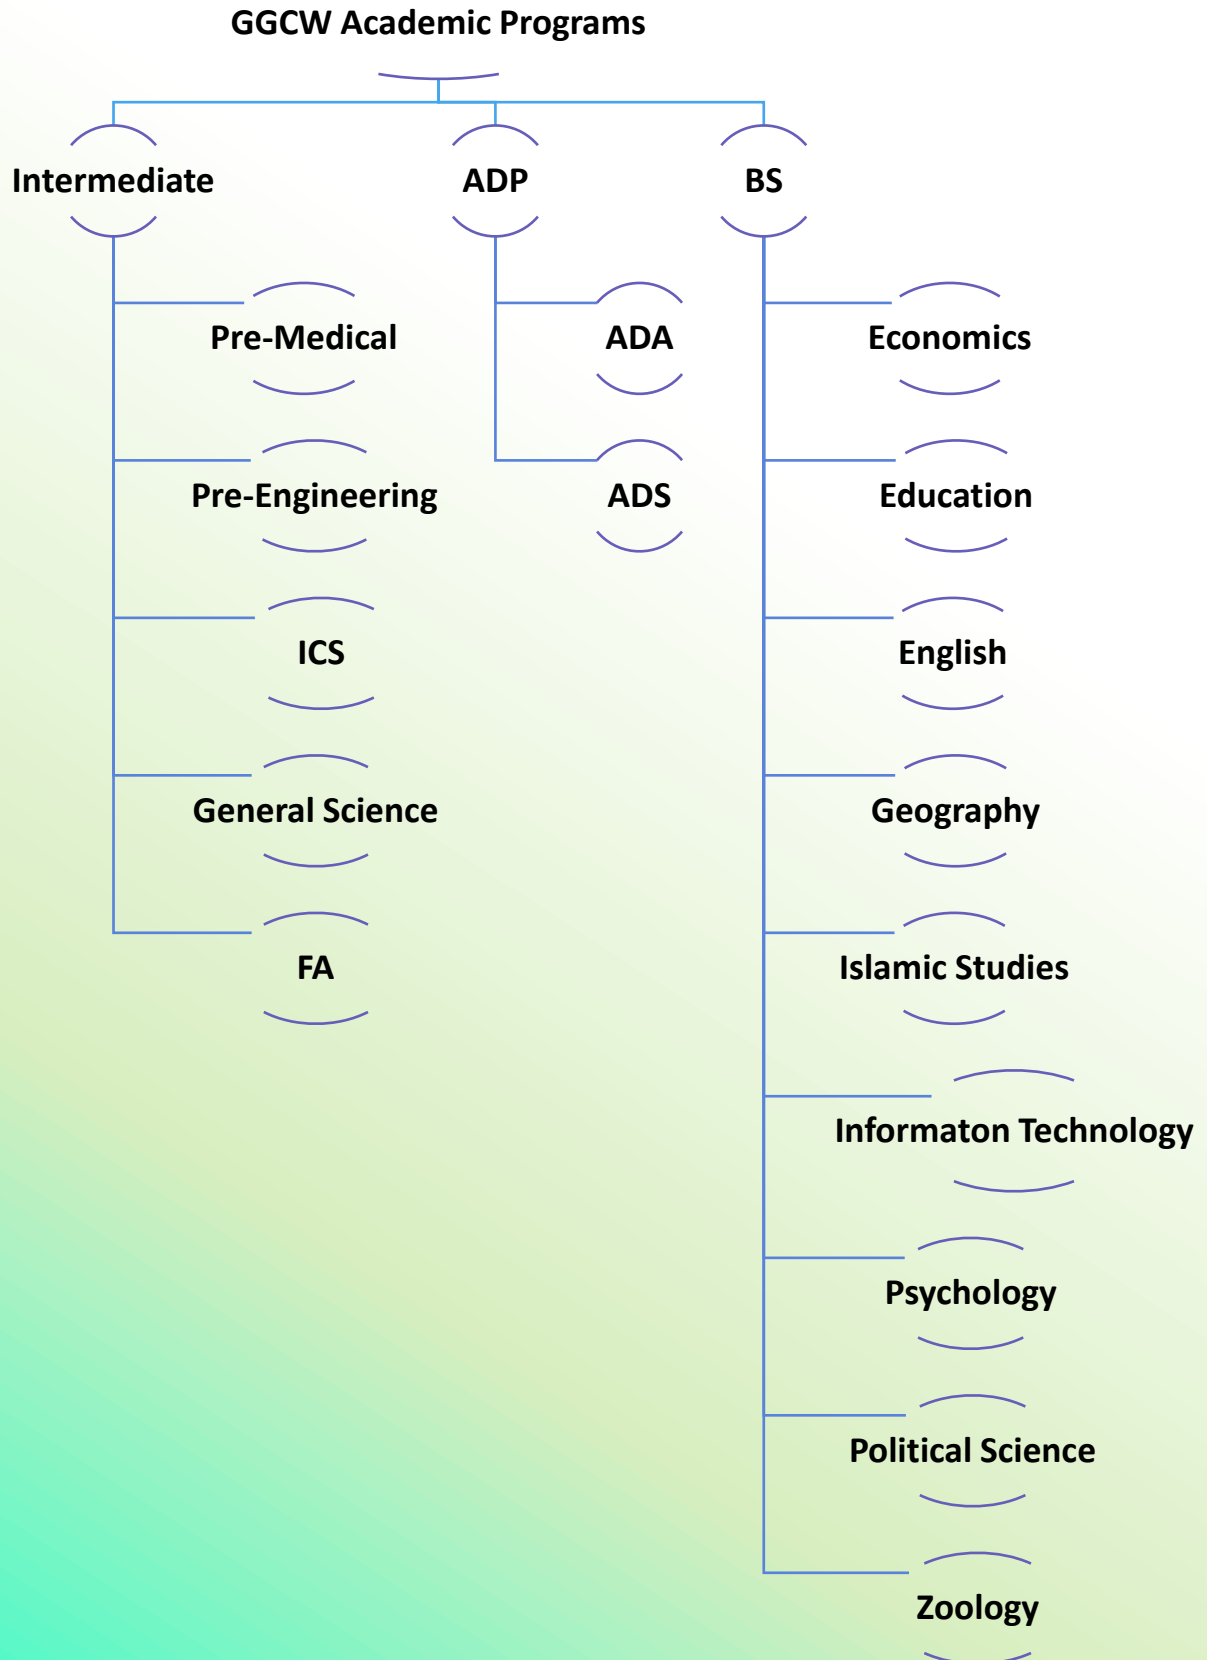 GGCW Academic Programs
Intermediate
ADP
BS
Pre-Medical
Pre-Engineering
ICS
General Science
FA
ADA
ADS
Economics
Education
English
Geography
Islamic Studies
Informaton Technology
Psychology
Political Science
Zoology